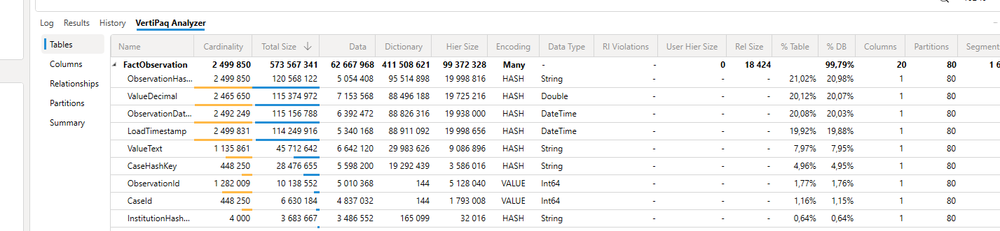 Log Results History VertiPaq Analyzer
Tables
Columns
Relationships
Partitions
Summary
Name Cardinality Total Size ↓ Data Dictionary Hier Size Encoding Data Type RI Violations User Hier Size Rel Size % Table % DB Columns Partitions Segment
FactObservation 2 499 850 573 567 341 62 667 968 411 508 621 99 372 328 Many - - 0 18 424 99,79% 20 80 1 6
ObservationHas... 2 499 850 120 568 122 5 054 408 95 514 898 19 998 816 HASH String - - - 21,02% 20,98% 1 80
ValueDecimal 2 465 650 115 374 972 7 153 568 88 496 188 19 725 216 HASH Double - - - 20,12% 20,07% 1 80
ObservationDat... 2 492 249 115 156 788 6 392 472 88 826 316 19 938 000 HASH DateTime - - - 20,08% 20,03% 1 80
LoadTimestamp 2 499 831 114 249 916 5 340 168 88 911 092 19 998 656 HASH DateTime - - - 19,92% 19,88% 1 80
ValueText 1 135 861 45 712 642 6 642 120 29 983 626 9 086 896 HASH String - - - 7,97% 7,95% 1 80
CaseHashKey 448 250 28 476 655 5 598 200 19 292 439 3 586 016 HASH String - - - 4,96% 4,95% 1 80
ObservationId 1 282 009 10 138 552 5 010 368 144 5 128 040 VALUE Int64 - - - 1,77% 1,76% 1 80
CaseId 448 250 6 630 184 4 837 032 144 1 793 008 VALUE Int64 - - - 1,16% 1,15% 1 80
InstitutionHash... 4 000 3 683 667 3 486 552 165 099 32 016 HASH String - - - 0,64% 0,64% 1 80